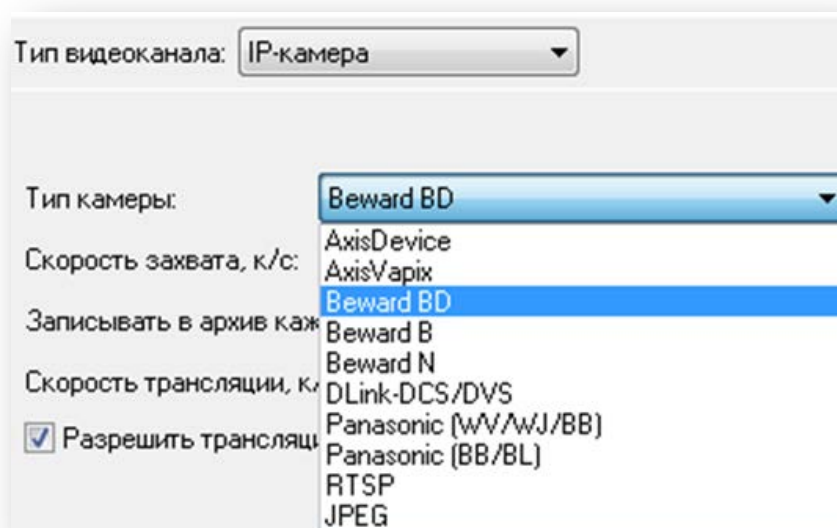 Тип видеоканала: IP-камера
Тип камеры: Beward BD
AxisDevice
Скорость захвата, к/с:
AxisVapix
Beward BD
Записывать в архив каж
Beward B
Beward N
Скорость трансляции, к/
DLink-DCS/DVS
Panasonic (WV/WJ/BB)
Разрешить трансляци
Panasonic (BB/BL)
RTSP
JPEG